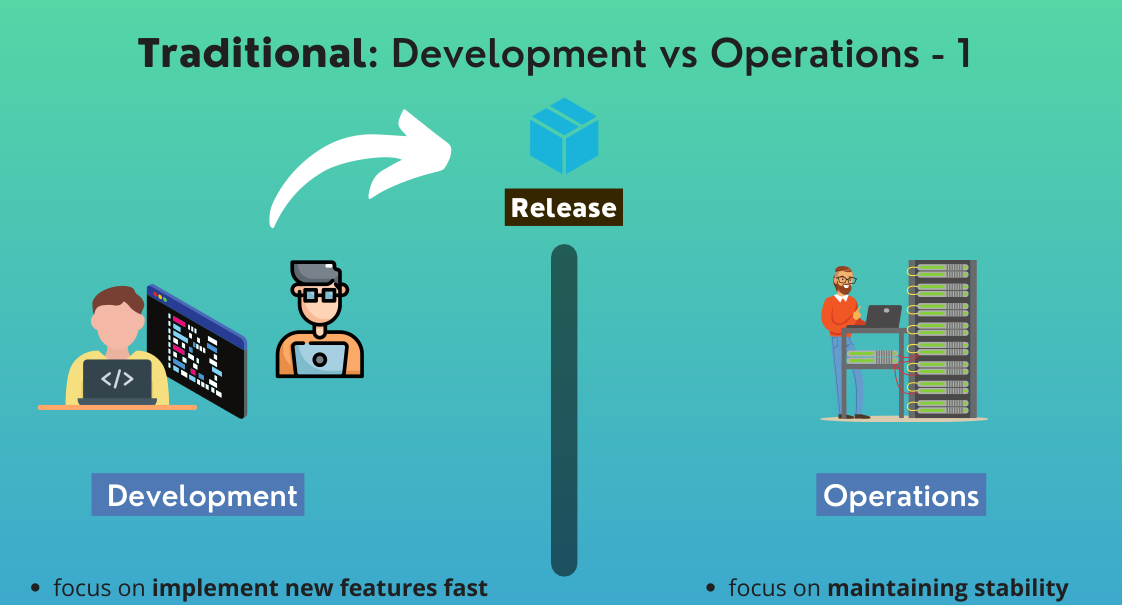 Traditional: Development vs Operations - 1
Release
</>
Development
Operations
• focus on implement new features fast
• focus on maintaining stability